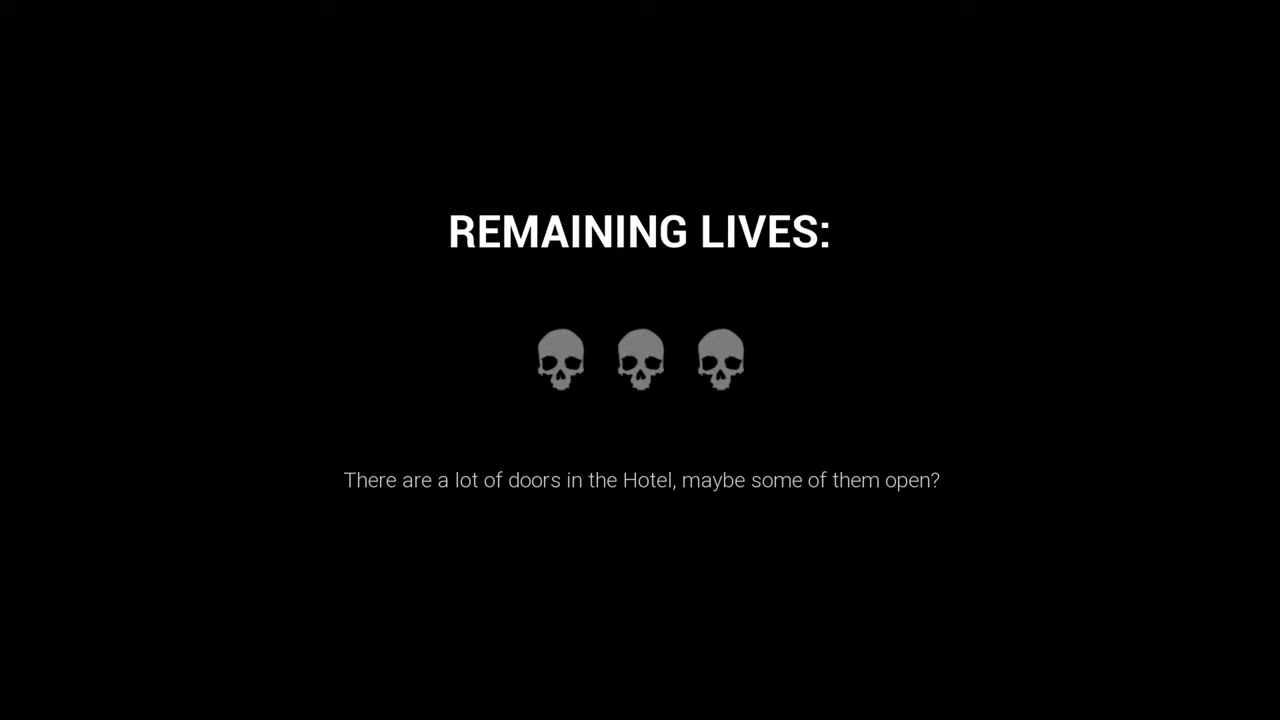 REMAINING LIVES:
There are a lot of doors in the Hotel, maybe some of them open?